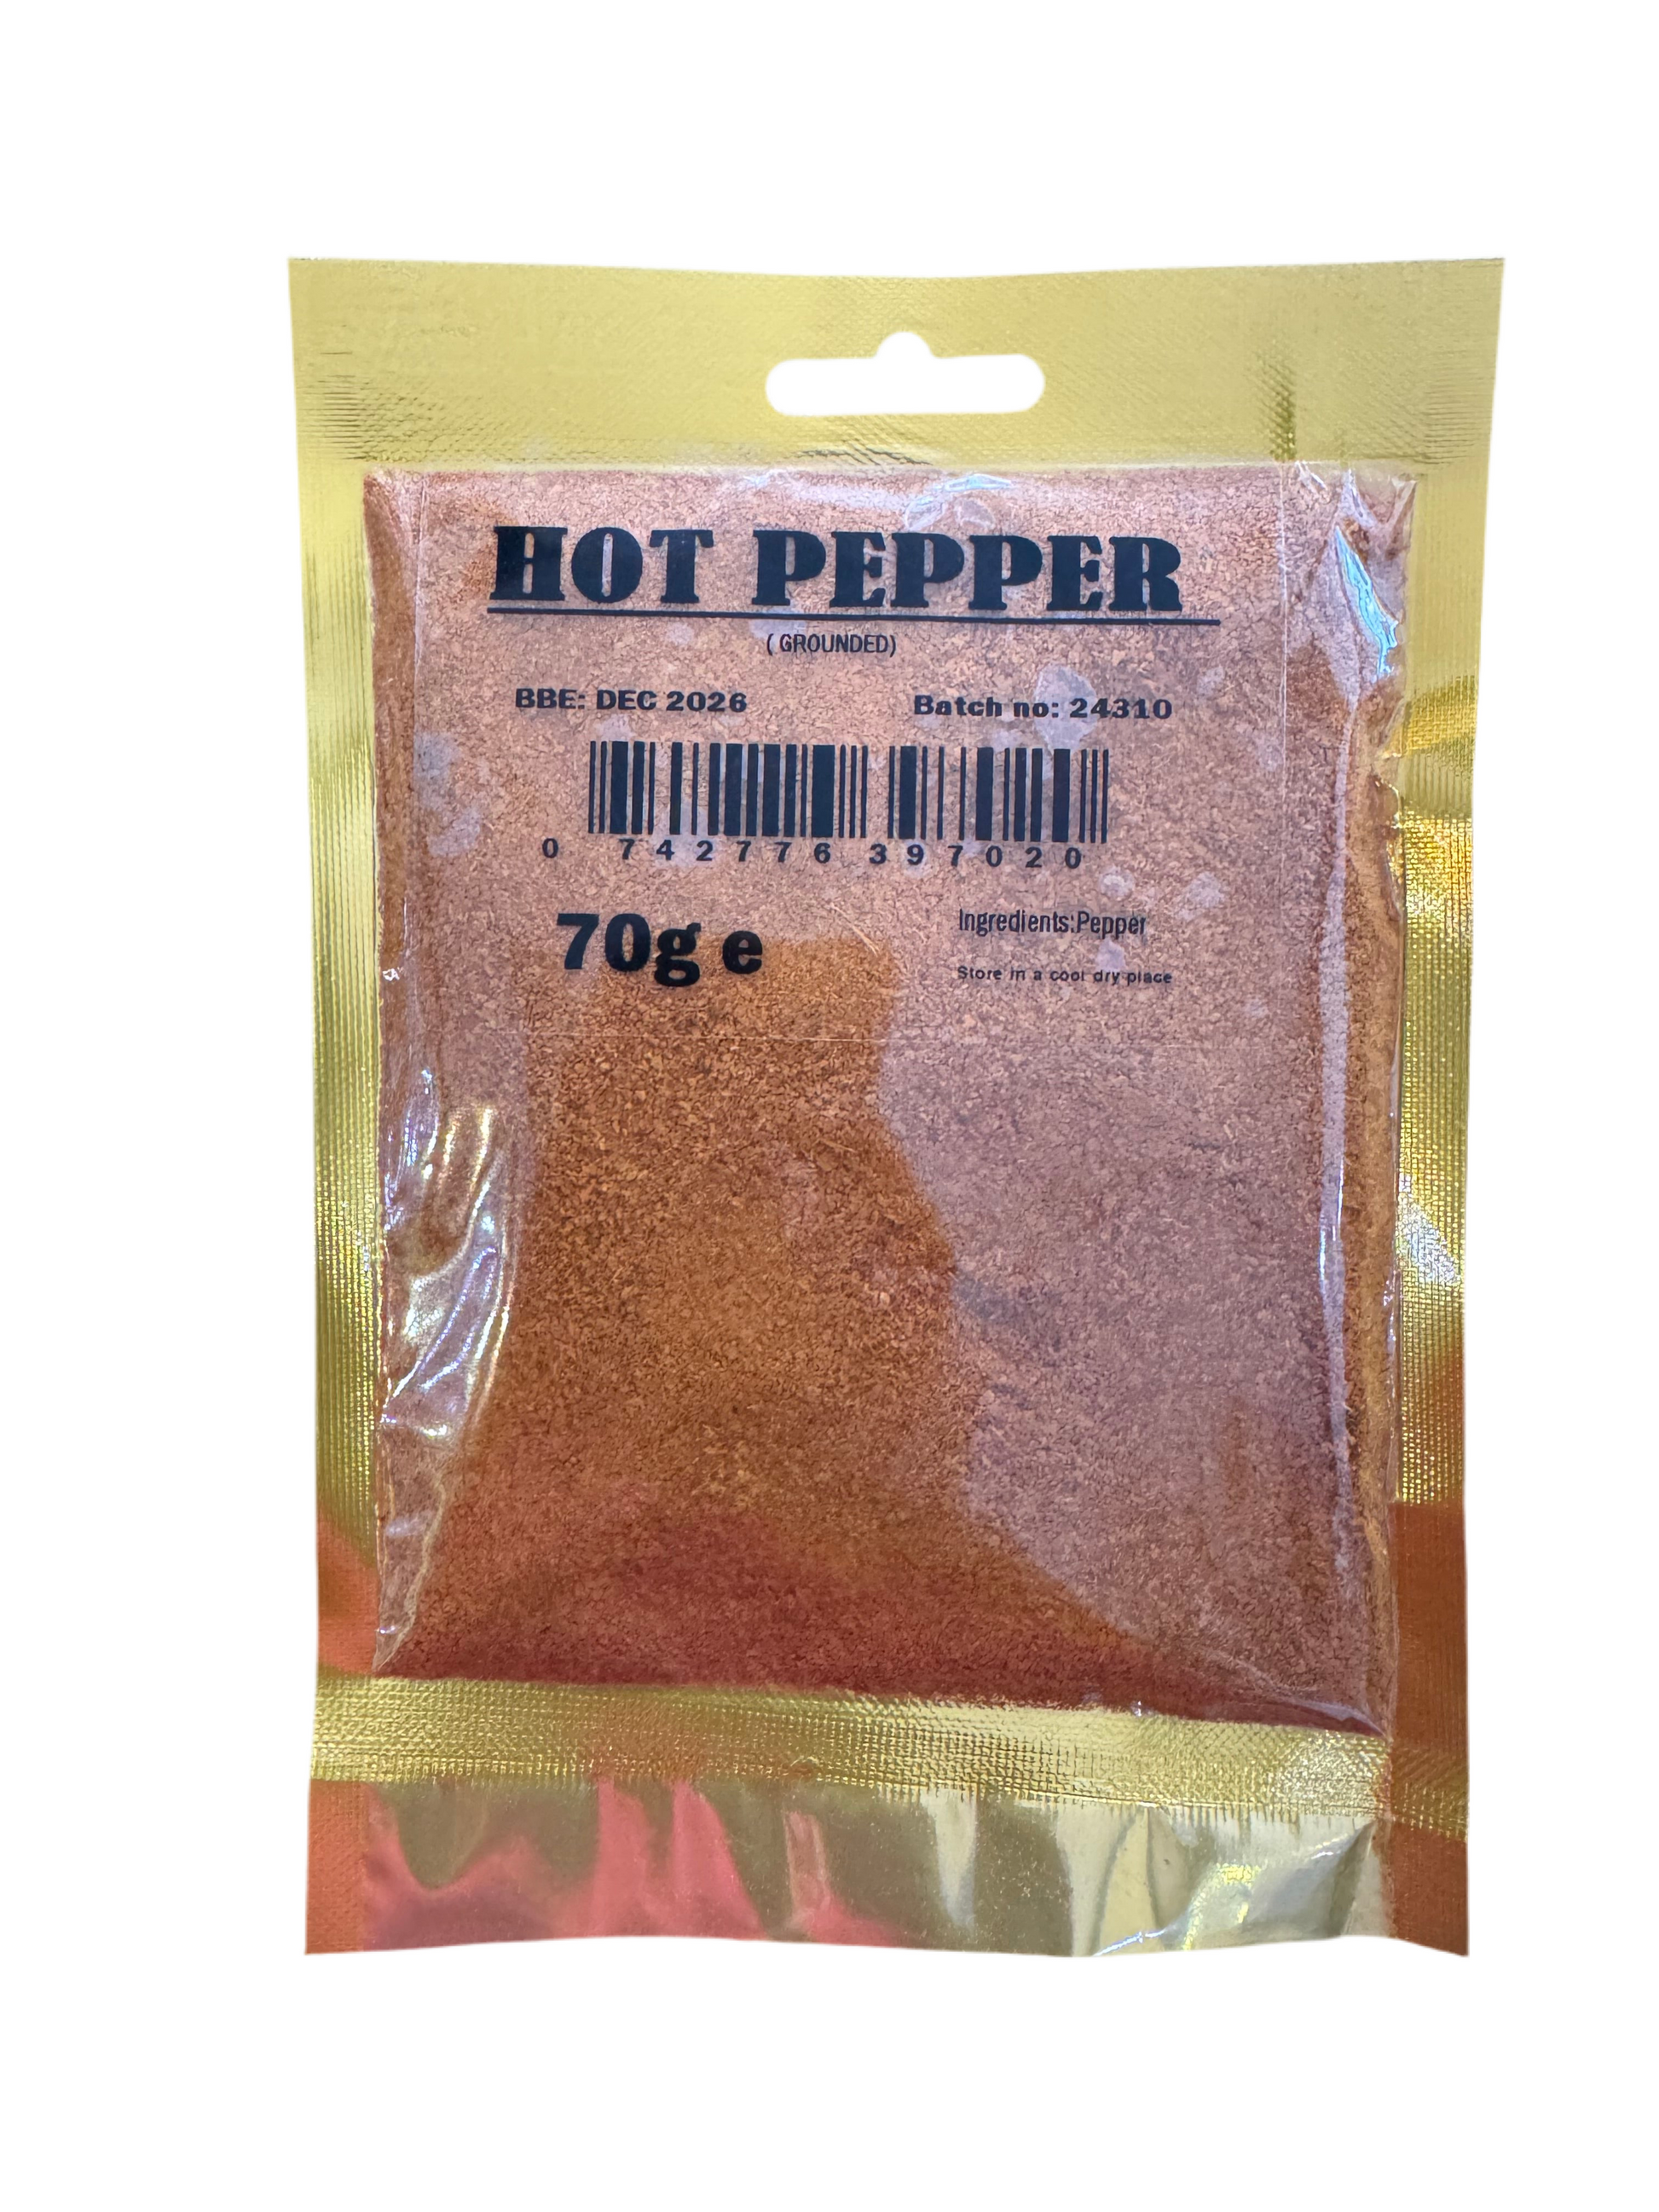 HOT PEPPER
( GROUNDED)
BBE: DEC 2026 Batch no: 24310
0 742776 397020
70g e
Ingredients:Pepper
Store in a cool dry place